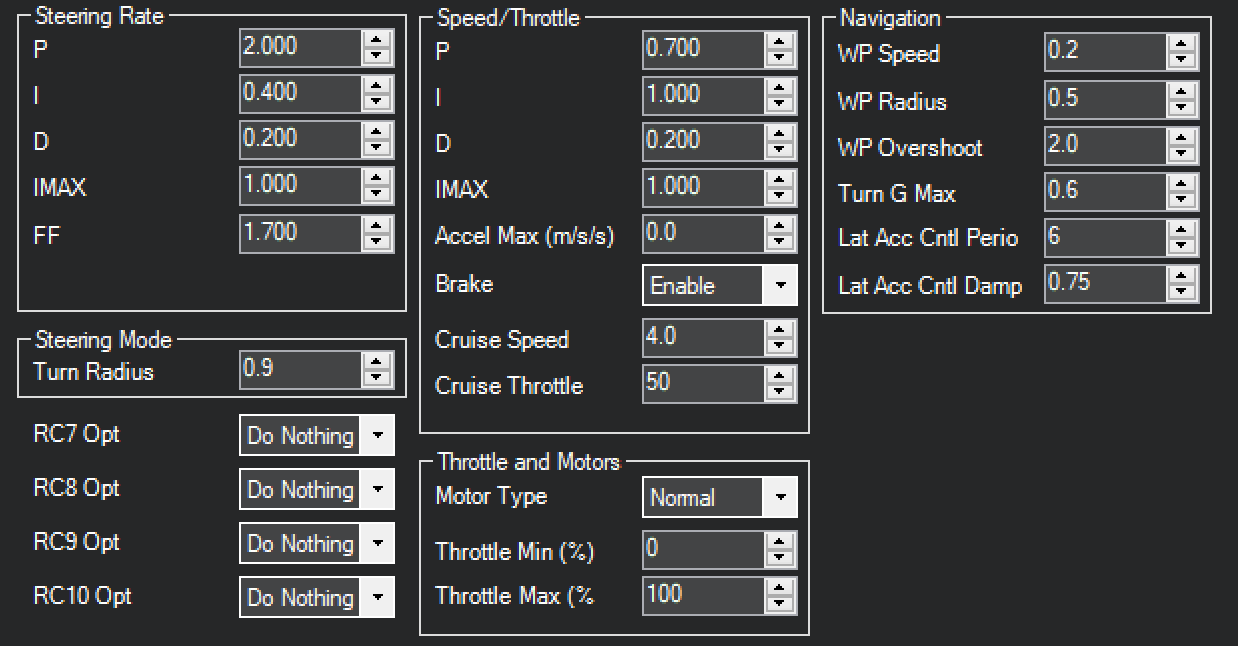 Steering Rate
P 2.000
I 0.400
D 0.200
IMAX 1.000
FF 1.700
Steering Mode
Turn Radius 0.9
RC7 Opt Do Nothing
RC8 Opt Do Nothing
RC9 Opt Do Nothing
RC10 Opt Do Nothing
Speed/Throttle
P 0.700
I 1.000
D 0.200
IMAX 1.000
Accel Max (m/s/s) 0.0
Brake Enable
Cruise Speed 4.0
Cruise Throttle 50
Throttle and Motors
Motor Type Normal
Throttle Min (%) 0
Throttle Max (% 100
Navigation
WP Speed 0.2
WP Radius 0.5
WP Overshoot 2.0
Turn G Max 0.6
Lat Acc Cntl Perio 6
Lat Acc Cntl Damp 0.75